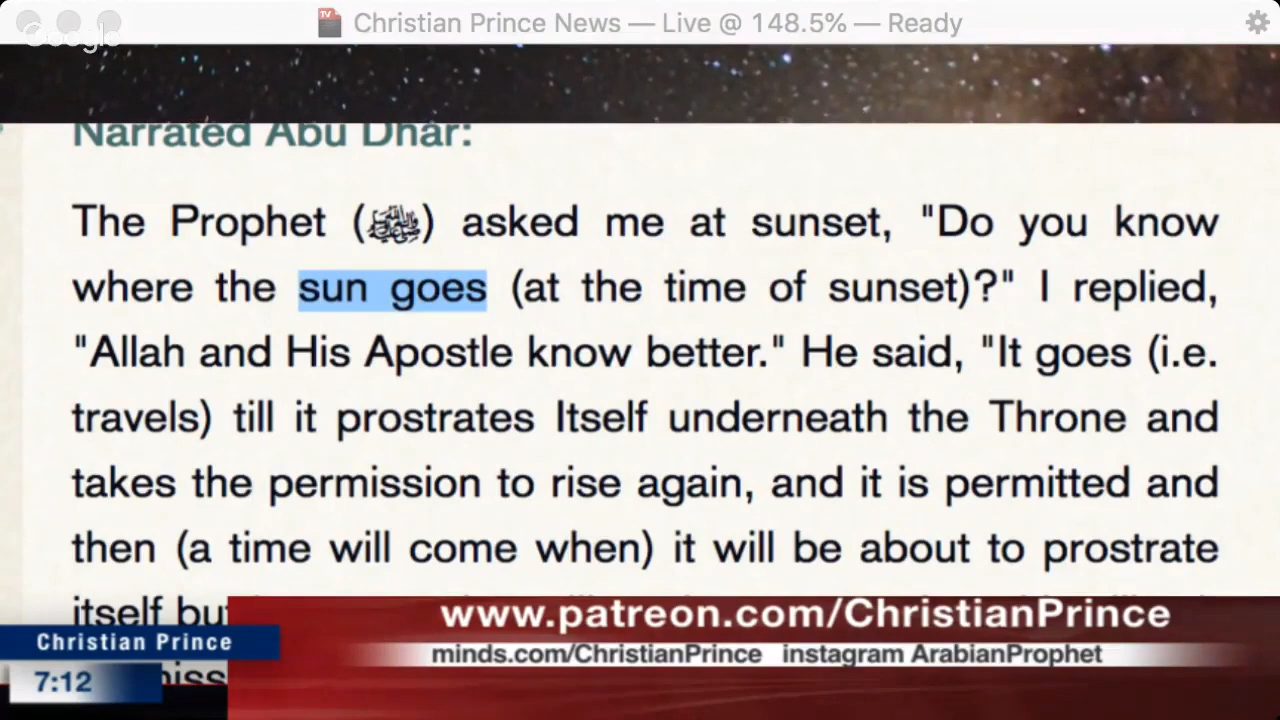 Christian Prince News — Live @ 148.5% — Ready
Google
TV
Narrated Abu Dhar:
The Prophet (ﷺ) asked me at sunset, "Do you know
where the sun goes (at the time of sunset)?" I replied,
"Allah and His Apostle know better." He said, "It goes (i.e.
travels) till it prostrates Itself underneath the Throne and
takes the permission to rise again, and it is permitted and
then (a time will come when) it will be about to prostrate
itself but
www.patreon.com/ChristianPrince
Christian Prince
minds.com/ChristianPrince instagram ArabianProphet
7:12